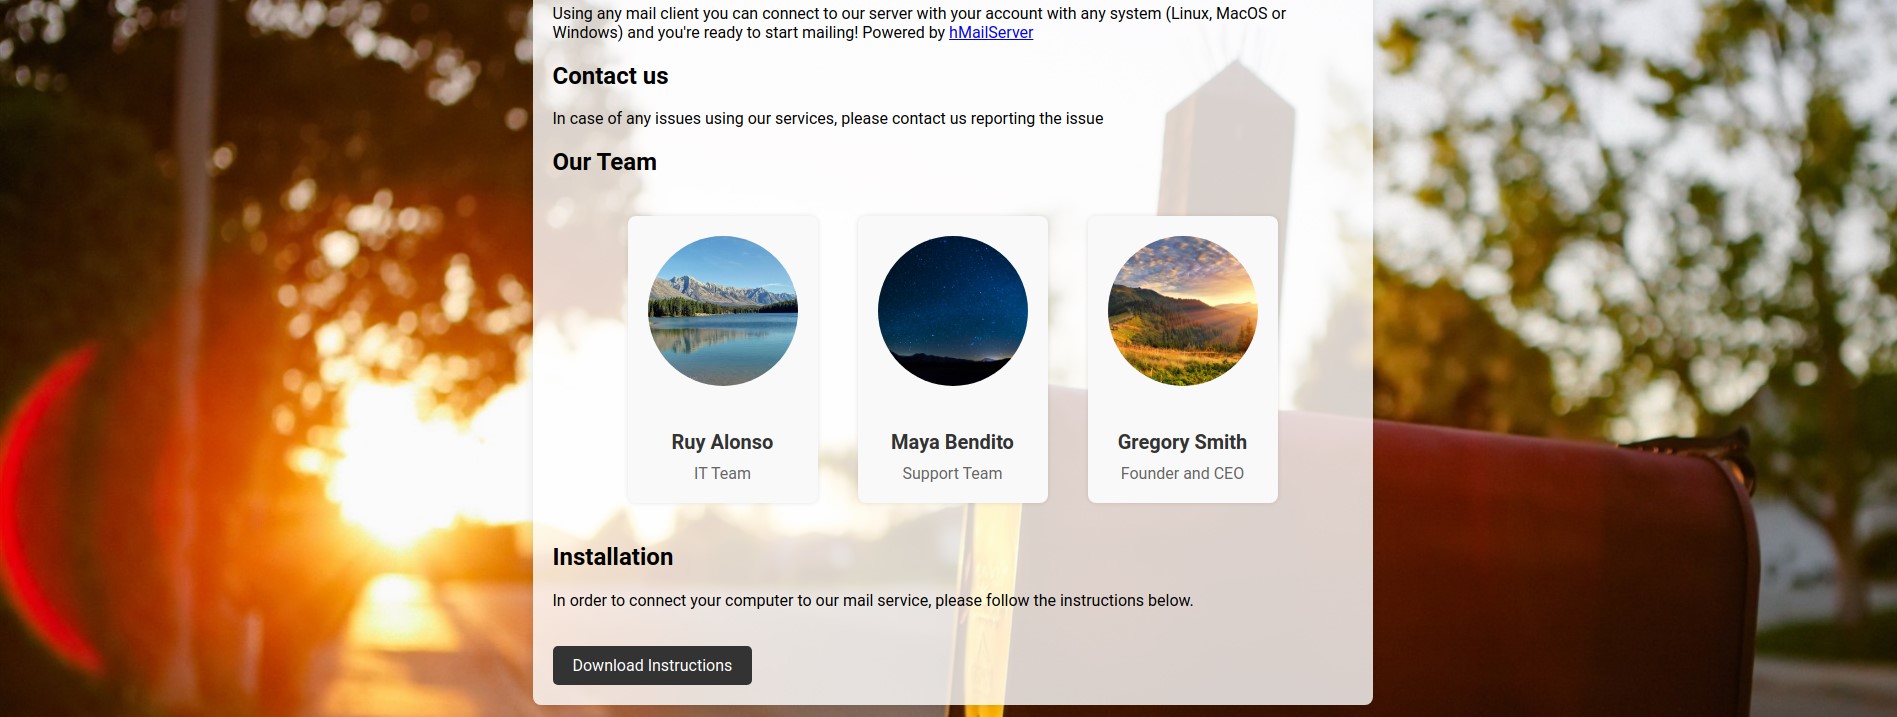 Using any mail client you can connect to our server with your account with any system (Linux, MacOS or
Windows) and you're ready to start mailing! Powered by hMailServer
Contact us
In case of any issues using our services, please contact us reporting the issue
Our Team
Ruy Alonso
IT Team
Maya Bendito
Support Team
Gregory Smith
Founder and CEO
Installation
In order to connect your computer to our mail service, please follow the instructions below.
Download Instructions